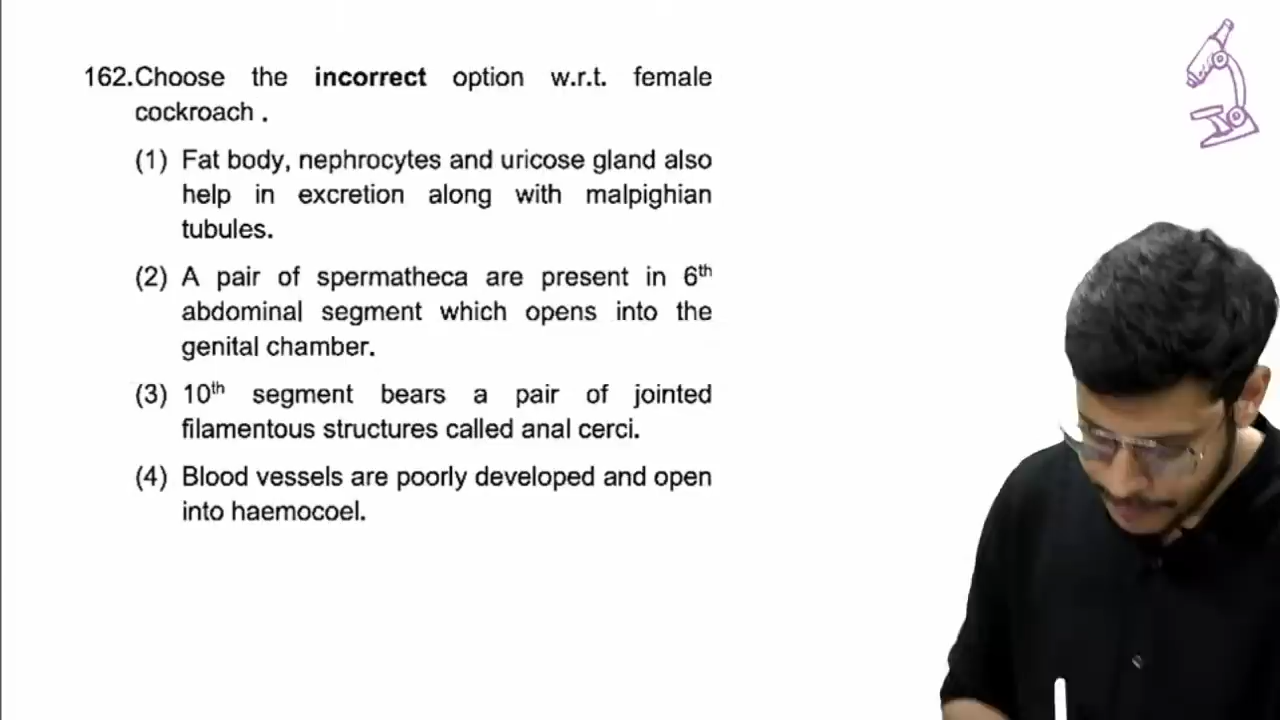 162.Choose the incorrect option w.r.t. female
cockroach .
(1) Fat body, nephrocytes and uricose gland also
help in excretion along with malpighian
tubules.
(2) A pair of spermatheca are present in 6th
abdominal segment which opens into the
genital chamber.
(3) 10th segment bears a pair of jointed
filamentous structures called anal cerci.
(4) Blood vessels are poorly developed and open
into haemocoel.